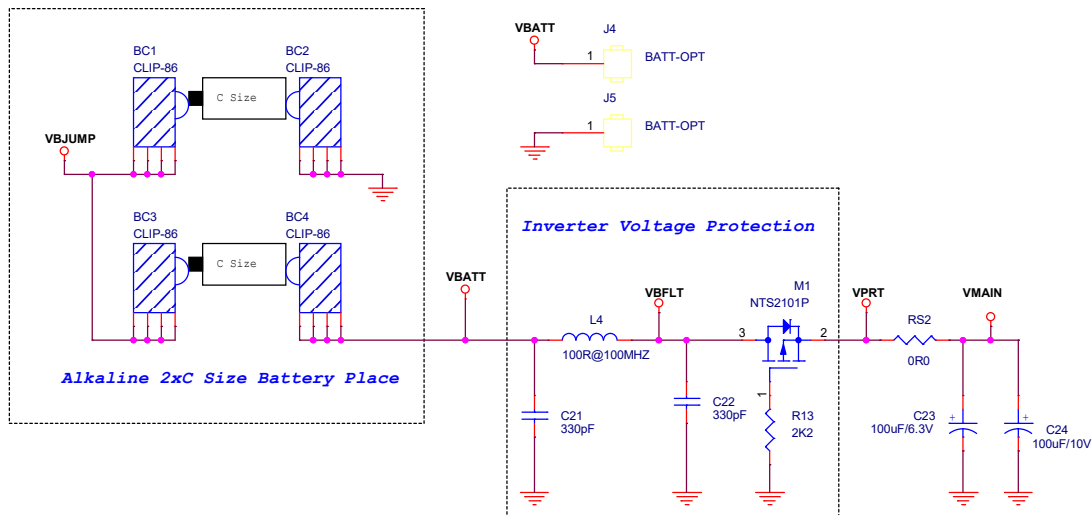 BC1
CLIP-86
BC2
CLIP-86
C Size
VBJUMP
BC3
CLIP-86
BC4
CLIP-86
C Size
Alkaline 2xC Size Battery Place
VBATT
J4
1
BATT-OPT
J5
1
BATT-OPT
Inverter Voltage Protection
VBATT
L4
100R@100MHZ
VBFLT
M1
NTS2101P
3
2
1
VPRT
RS2
0R0
VMAIN
C21
330pF
C22
330pF
R13
2K2
C23
100uF/6.3V
+
C24
100uF/10V
+